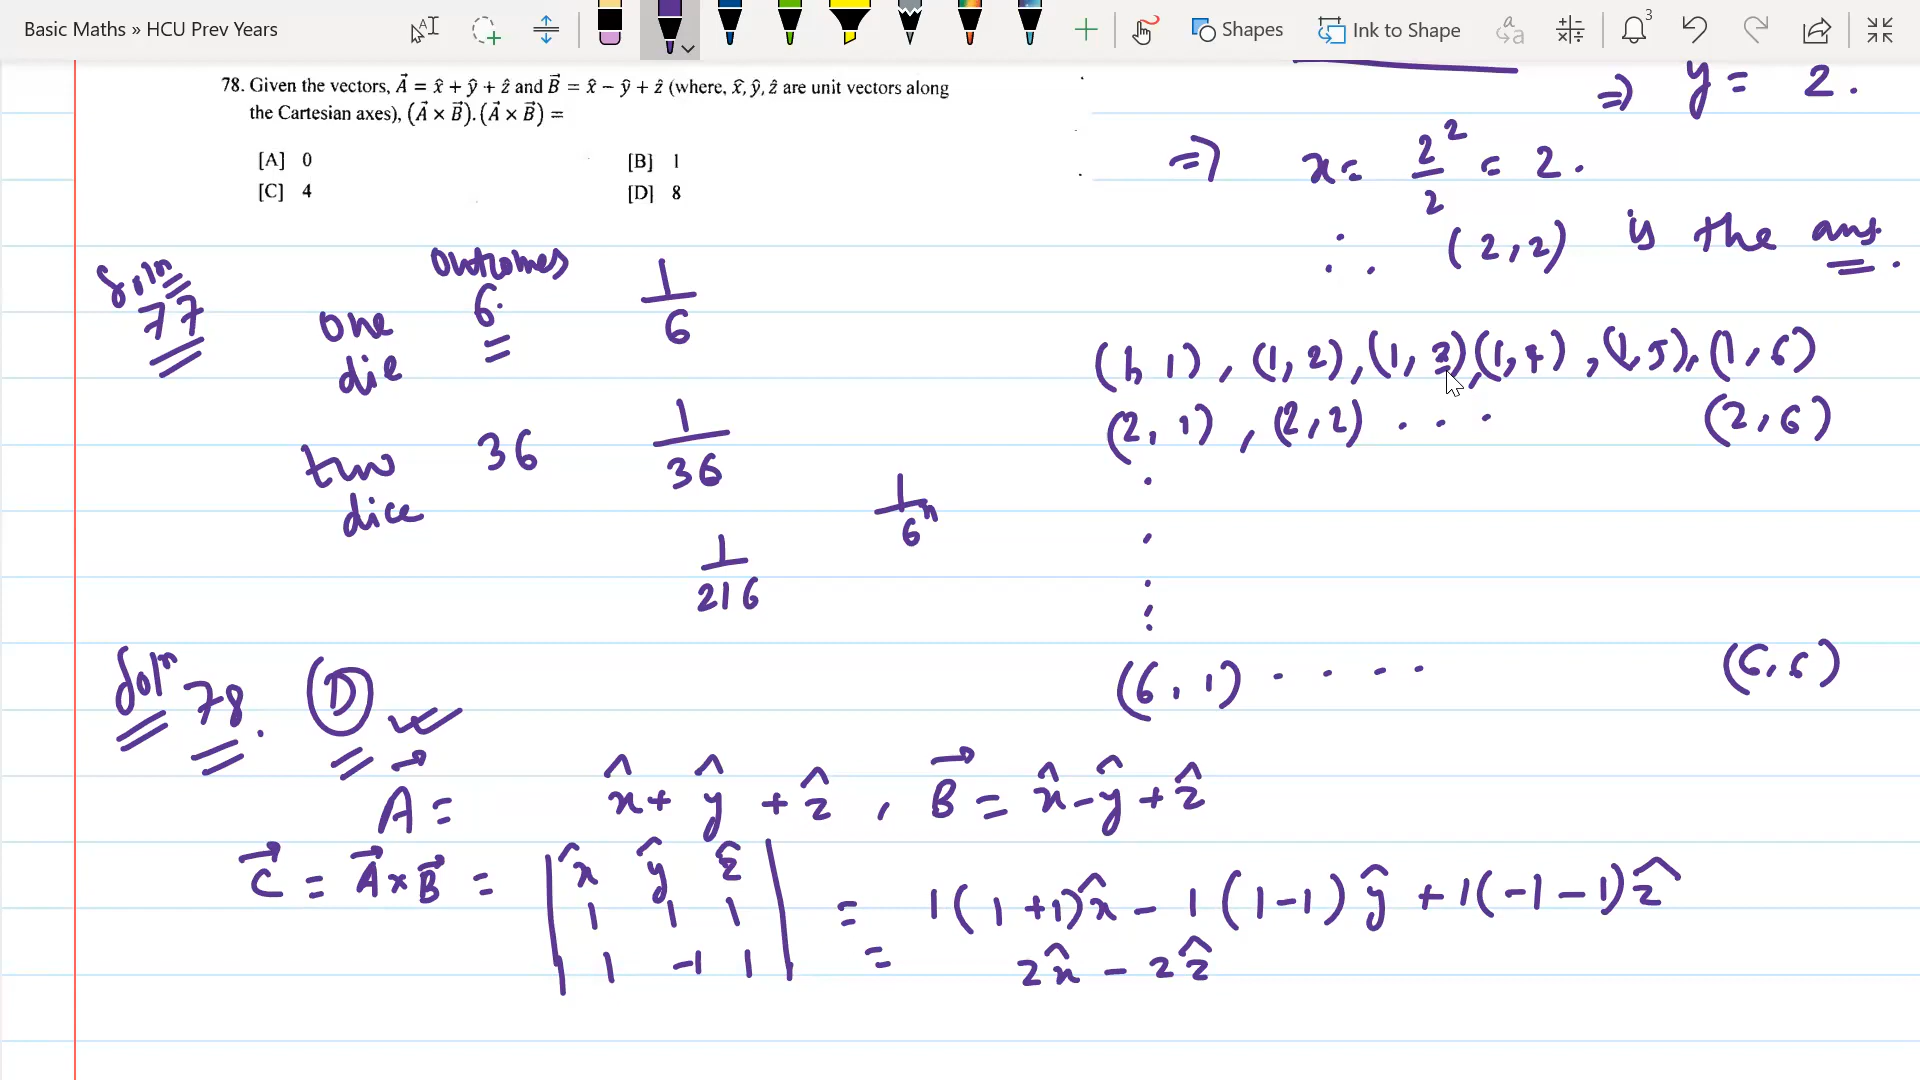 Basic Maths » HCU Prev Years
Shapes
Ink to Shape
3
78. Given the vectors, A⃗ = x̂ + ŷ + ẑ and B⃗ = x̂ − ŷ + ẑ (where, x̂, ŷ, ẑ are unit vectors along
the Cartesian axes), (A⃗ × B⃗).(A⃗ × B⃗) =
[A] 0
[B] 1
[C] 4
[D] 8
⇒ y = 2.
⇒ x = 2²/2 = 2.
∴ (2,2) is the ans.
Solⁿ 77
outcomes
one die 6. 1/6
two dice 36 1/36
1/216
1/6ⁿ
(1,1), (1,2), (1,3), (1,4), (1,5), (1,6)
(2,1), (2,2) . . . (2,6)
(6,1) . . . . (6,6)
Solⁿ 78. (D)
A⃗ = x̂ + ŷ + ẑ, B⃗ = x̂ − ŷ + ẑ
C⃗ = A⃗ × B⃗ = | x̂ ŷ ẑ | = 1(1+1)x̂ − 1(1−1)ŷ + 1(−1−1)ẑ
1 1 1
1 −1 1 = 2x̂ − 2ẑ